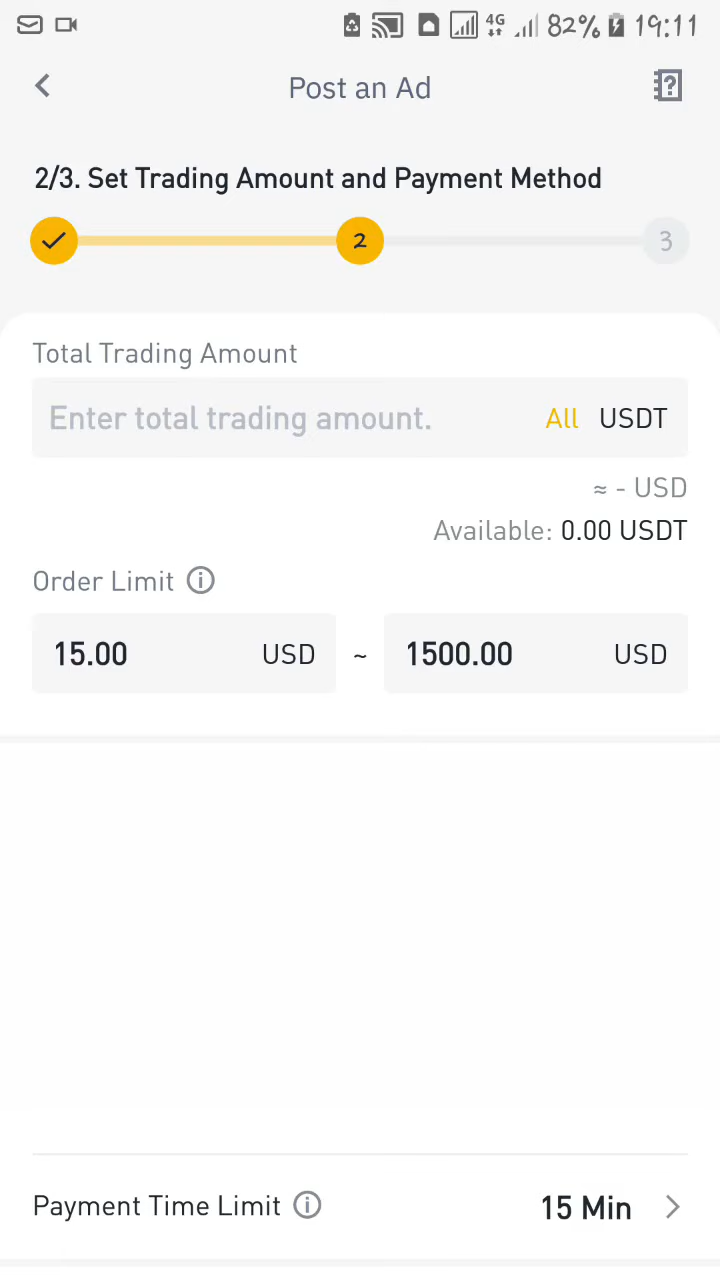 4G 82% 19:11
Post an Ad
2/3. Set Trading Amount and Payment Method
2 3
Total Trading Amount
Enter total trading amount. All USDT
≈ - USD
Available: 0.00 USDT
Order Limit
15.00 USD ~ 1500.00 USD
Payment Time Limit 15 Min